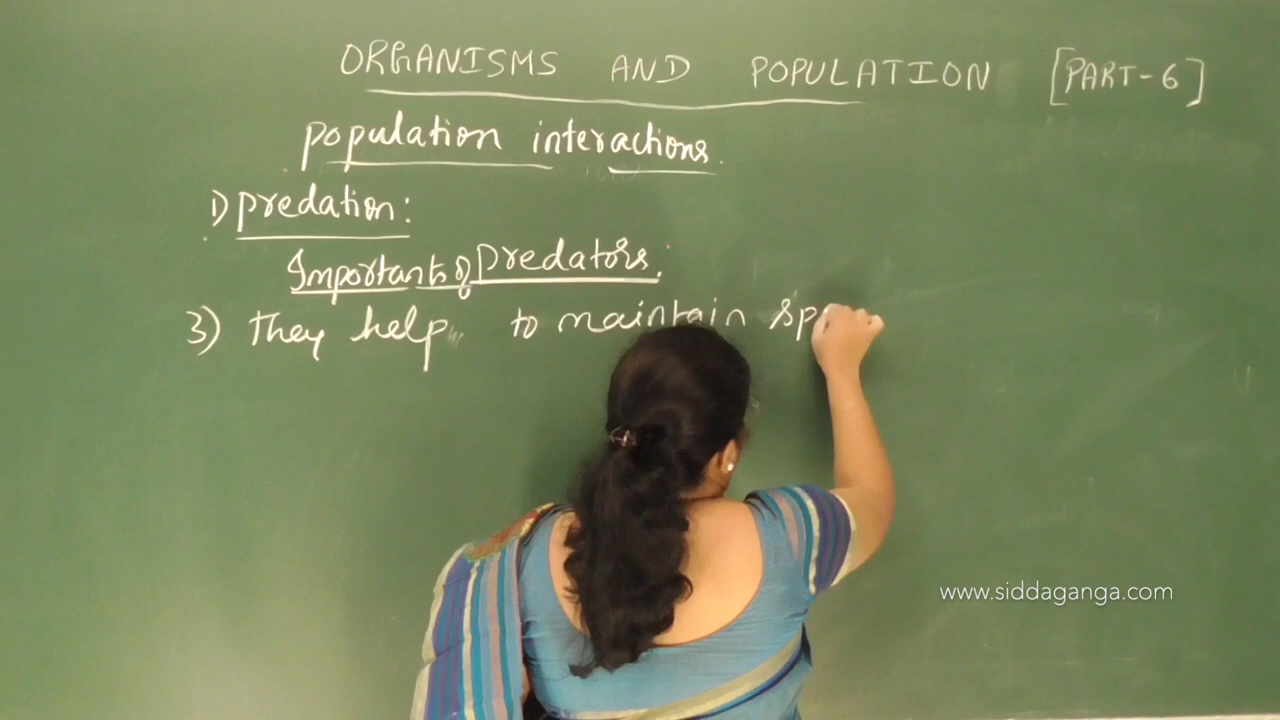 ORGANISMS AND POPULATION [PART-6]
population interactions.
1) predation:
Importants of predators:
3) they help to maintain sp
www.siddaganga.com